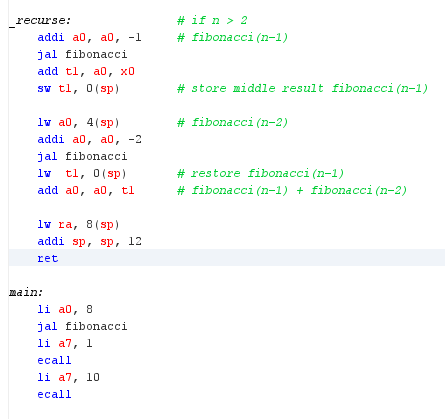 _recurse: # if n > 2
addi a0, a0, -1 # fibonacci(n-1)
jal fibonacci
add t1, a0, x0
sw t1, 0(sp) # store middle result fibonacci(n-1)
lw a0, 4(sp) # fibonacci(n-2)
addi a0, a0, -2
jal fibonacci
lw t1, 0(sp) # restore fibonacci(n-1)
add a0, a0, t1 # fibonacci(n-1) + fibonacci(n-2)
lw ra, 8(sp)
addi sp, sp, 12
ret
main:
li a0, 8
jal fibonacci
li a7, 1
ecall
li a7, 10
ecall